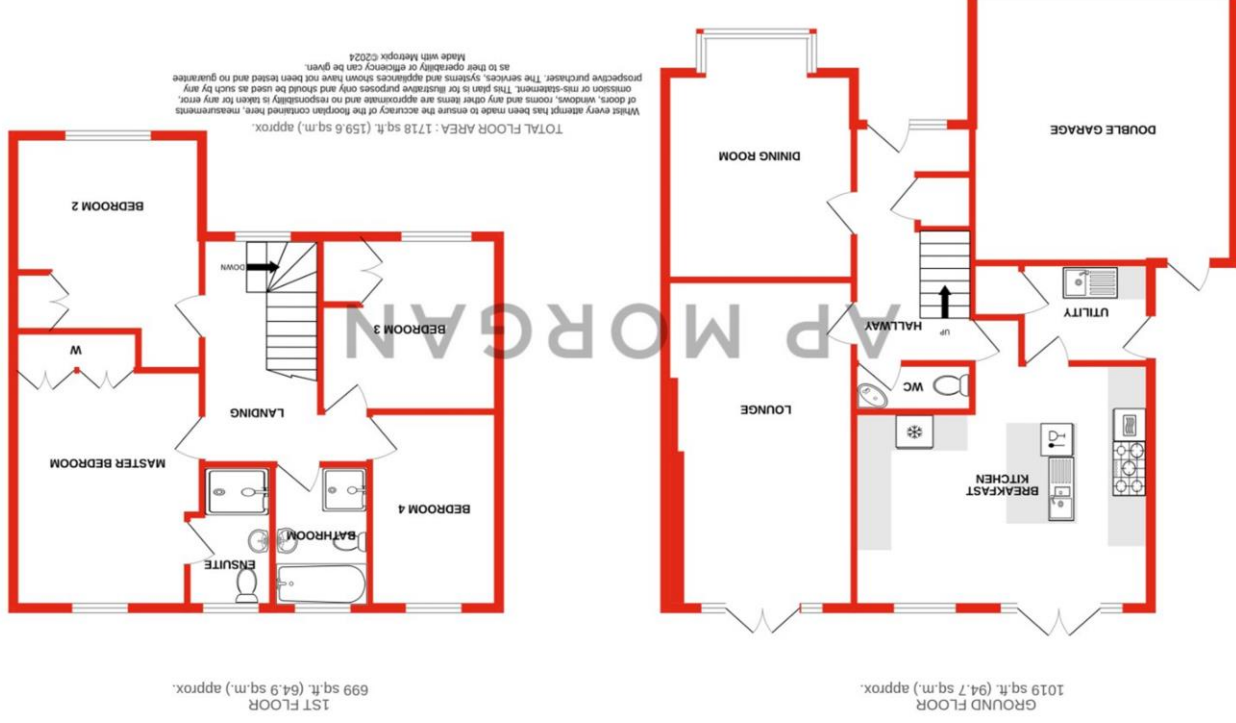 GROUND FLOOR
1019 sq.ft. (94.7 sq.m.) approx.
1ST FLOOR
699 sq.ft. (64.9 sq.m.) approx.
BREAKFAST
KITCHEN
LOUNGE
WC
UTILITY
HALLWAY
UP
DINING ROOM
DOUBLE GARAGE
ENSUITE
BATHROOM
BEDROOM 4
MASTER BEDROOM
LANDING
W
BEDROOM 3
DOWN
BEDROOM 2
AP MORGAN
TOTAL FLOOR AREA : 1718 sq.ft. (159.6 sq.m.) approx.
Whilst every attempt has been made to ensure the accuracy of the floorplan contained here, measurements
of doors, windows, rooms and any other items are approximate and no responsibility is taken for any error,
omission or mis-statement. This plan is for illustrative purposes only and should be used as such by any
prospective purchaser. The services, systems and appliances shown have not been tested and no guarantee
as to their operability or efficiency can be given.
Made with Metropix ©2024